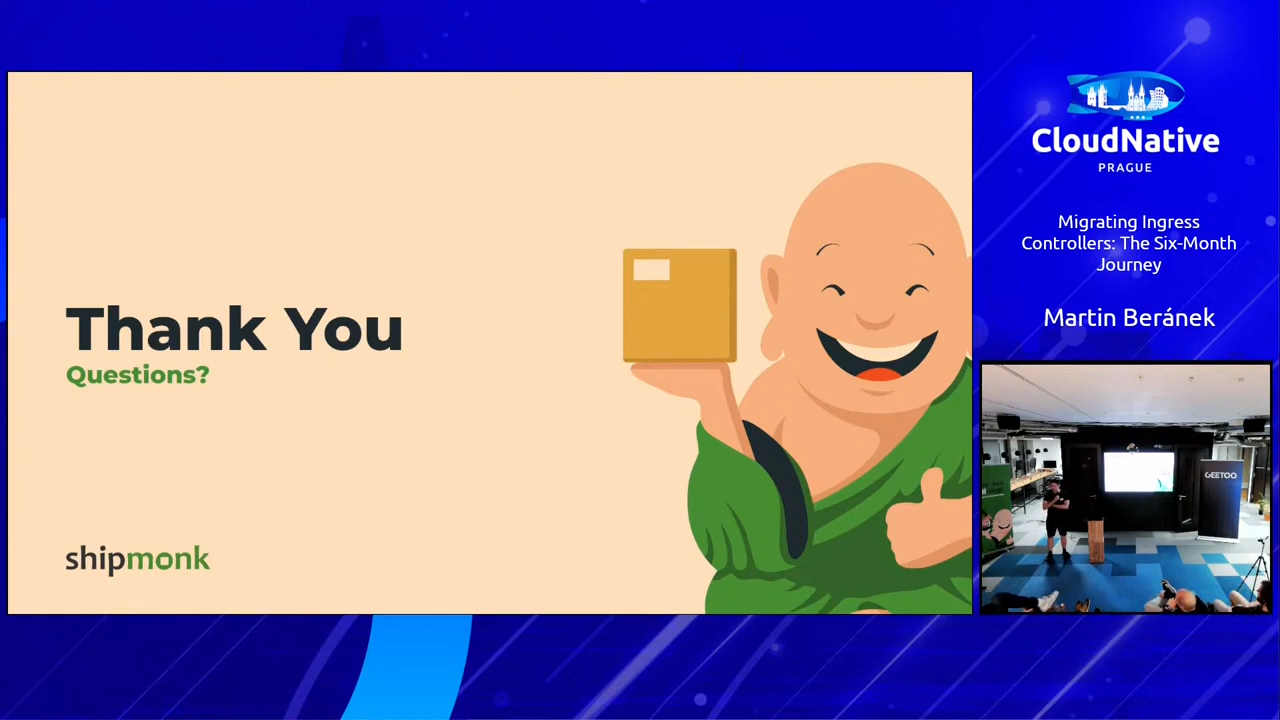 Thank You
Questions?
shipmonk
CloudNative
PRAGUE
Migrating Ingress
Controllers: The Six-Month
Journey
Martin Beránek
GEETOO